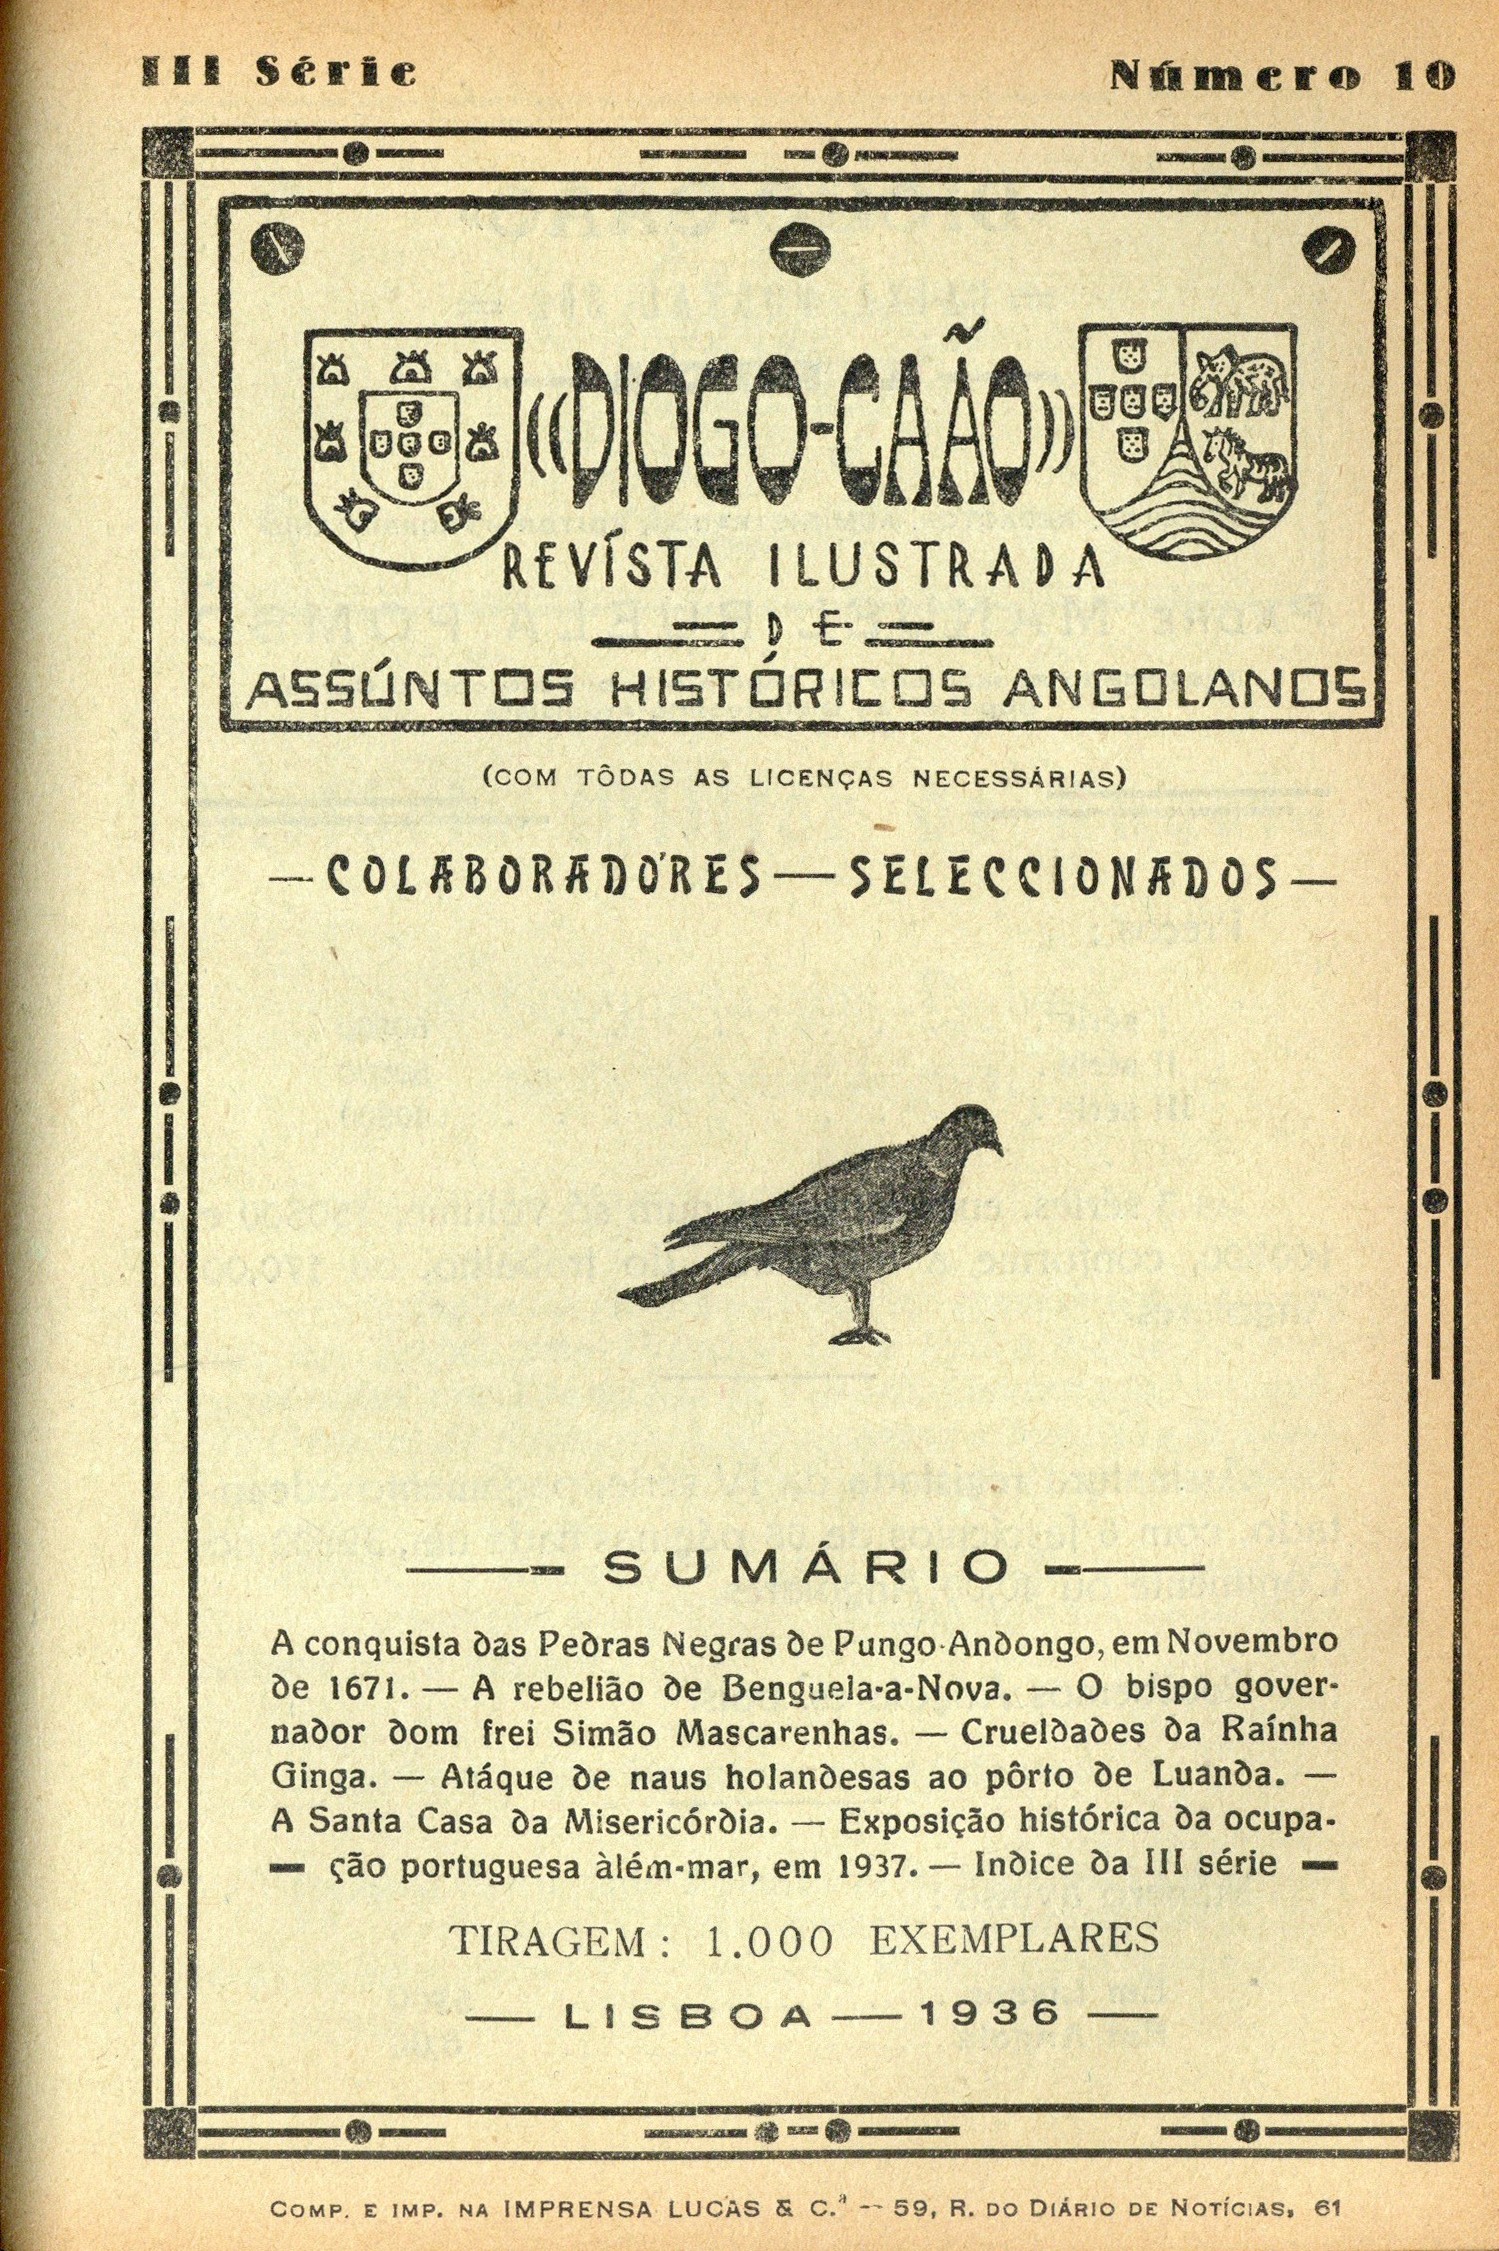 III Série
Número 10
«DIOGO-CAÃO»
REVÍSTA ILUSTRADA
DE
ASSÚNTOS HISTÓRICOS ANGOLANOS
(COM TÔDAS AS LICENÇAS NECESSÁRIAS)
—COLABORADORES—SELECCIONADOS—
SUMÁRIO
A conquista das Pedras Negras de Pungo-Andongo, em Novembro
de 1671. — A rebelião de Benguela-a-Nova. — O bispo gover-
nador dom frei Simão Mascarenhas. — Crueldades da Raínha
Ginga. — Atáque de naus holandesas ao pôrto de Luanda. —
A Santa Casa da Misericórdia. — Exposição histórica da ocupa-
ção portuguesa àlém-mar, em 1937. — Indice da III série
TIRAGEM: 1.000 EXEMPLARES
— LISBOA — 1936 —
COMP. E IMP. NA IMPRENSA LUCAS & C.ª — 59, R. DO DIÁRIO DE NOTÍCIAS, 61